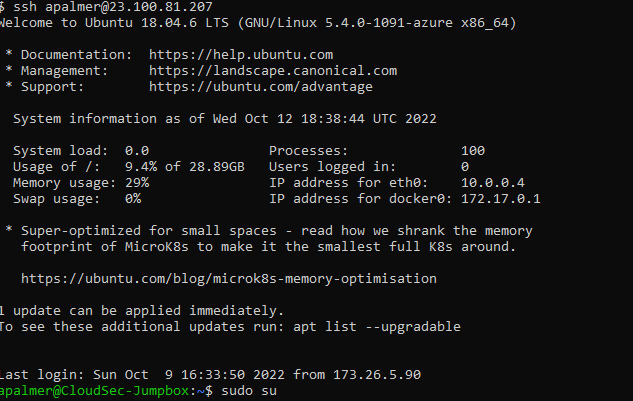 $ ssh apalmer@23.100.81.207
Welcome to Ubuntu 18.04.6 LTS (GNU/Linux 5.4.0-1091-azure x86_64)

 * Documentation:  https://help.ubuntu.com
 * Management:     https://landscape.canonical.com
 * Support:        https://ubuntu.com/advantage

  System information as of Wed Oct 12 18:38:44 UTC 2022

  System load:  0.0               Processes:              100
  Usage of /:   9.4% of 28.89GB   Users logged in:        0
  Memory usage: 29%               IP address for eth0:    10.0.0.4
  Swap usage:   0%                IP address for docker0: 172.17.0.1

 * Super-optimized for small spaces - read how we shrank the memory
   footprint of MicroK8s to make it the smallest full K8s around.

   https://ubuntu.com/blog/microk8s-memory-optimisation

1 update can be applied immediately.
To see these additional updates run: apt list --upgradable

Last login: Sun Oct  9 16:33:50 2022 from 173.26.5.90
apalmer@CloudSec-Jumpbox:~$ sudo su